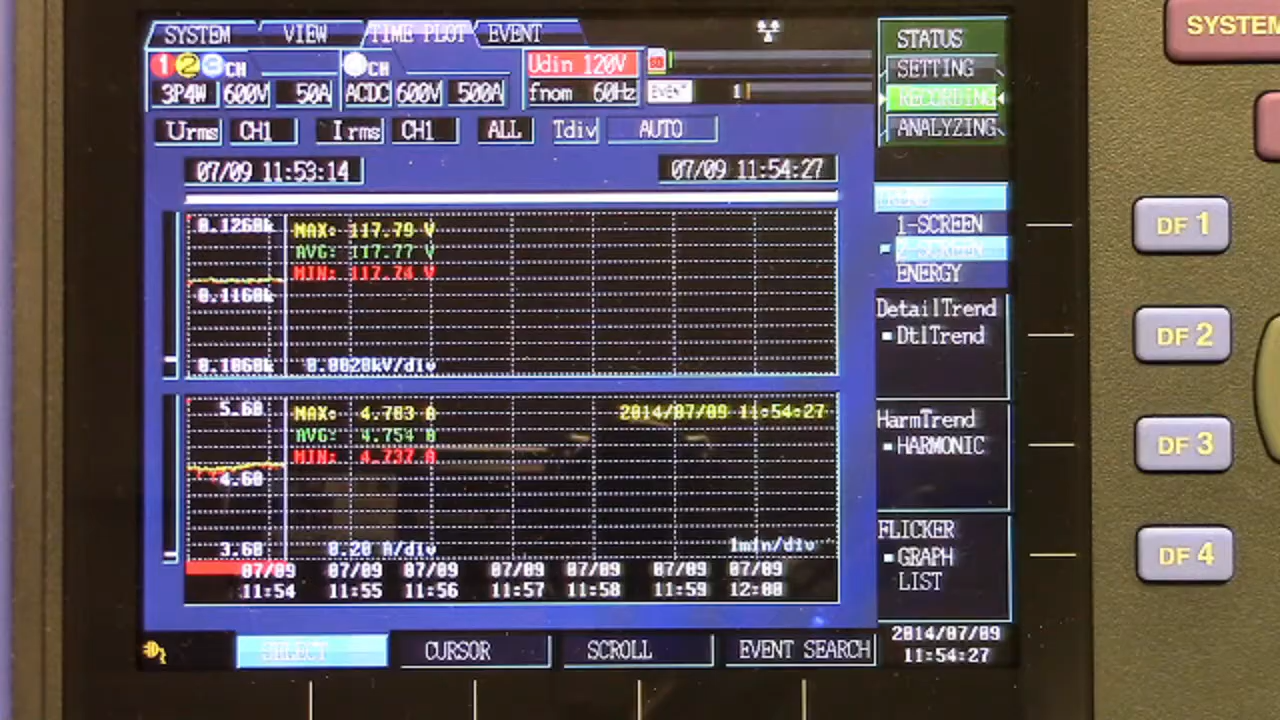 SYSTEM VIEW TIME PLOT EVENT
STATUS
SYSTEM
1 2 3 CH 4 CH Udin 120V SD
SETTING
3P4W 600V 50A ACDC 600V 500A fnom 60Hz EVENT 1
RECORDING
Urms CH1 Irms CH1 ALL Tdiv AUTO
ANALYZING
07/09 11:53:14 07/09 11:54:27
0.1260k MAX: 117.79 V
1-SCREEN
DF 1
AVG: 117.77 V
2-SCREEN
MIN: 117.74 V
ENERGY
0.1160k
DetailTrend
DtlTrend
DF 2
0.1060k 0.0020kV/div
5.60 MAX: 4.783 A 2014/07/09 11:54:27
HarmTrend
AVG: 4.754 A
HARMONIC
DF 3
MIN: 4.737 A
4.60
FLICKER
3.60 0.20 A/div 1min/div
GRAPH
DF 4
07/09 07/09 07/09 07/09 07/09 07/09 07/09
LIST
11:54 11:55 11:56 11:57 11:58 11:59 12:00
SELECT CURSOR SCROLL EVENT SEARCH
2014/07/09
11:54:27